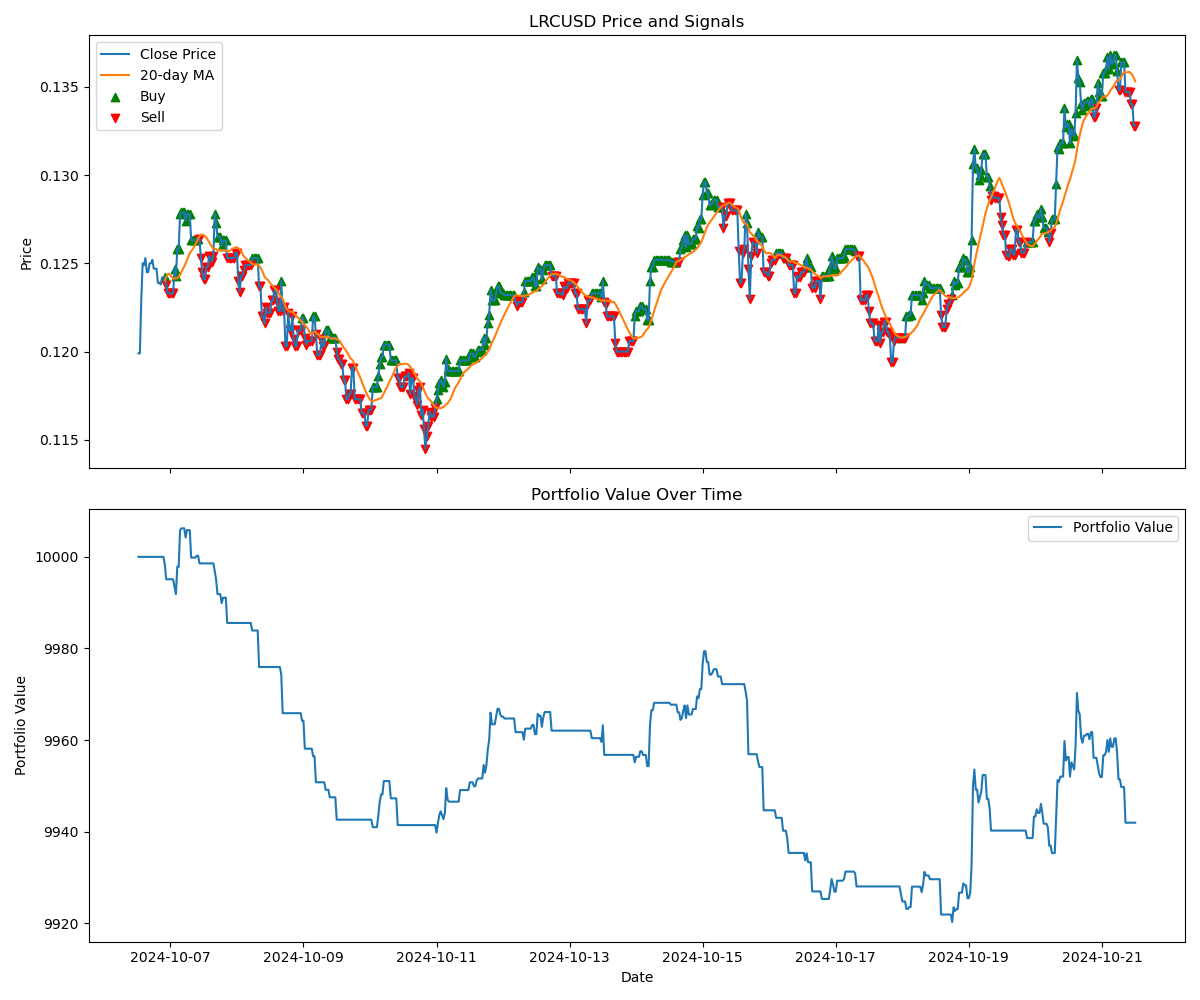 LRCUSD Price and Signals
Close Price
20-day MA
Buy
Sell
0.135
0.130
0.125
0.120
0.115
Price
Portfolio Value Over Time
Portfolio Value
10000
9980
9960
9940
9920
Portfolio Value
2024-10-07 2024-10-09 2024-10-11 2024-10-13 2024-10-15 2024-10-17 2024-10-19 2024-10-21
Date